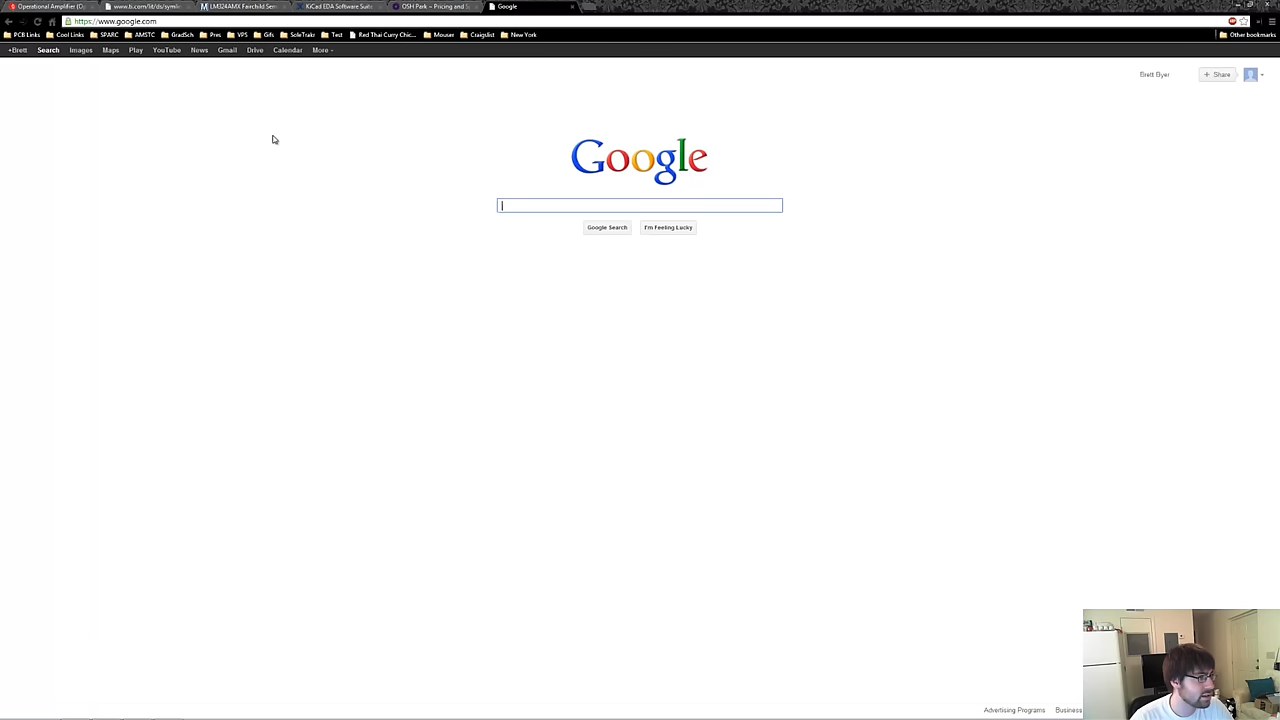 Operational Amplifier (O
www.ti.com/lit/ds/symlin
LM324AMX Fairchild Sem
KiCad EDA Software Suite
OSH Park ~ Pricing and S
Google
https://www.google.com
PCB Links
Cool Links
SPARC
AMSTC
GradSch
Pres
VPS
Gifs
SoleTrakr
Test
Red Thai Curry Chic...
Mouser
Craigslist
New York
Other bookmarks
+Brett Search Images Maps Play YouTube News Gmail Drive Calendar More
Brett Byer
+ Share
Google
Google Search
I'm Feeling Lucky
Advertising Programs
Business